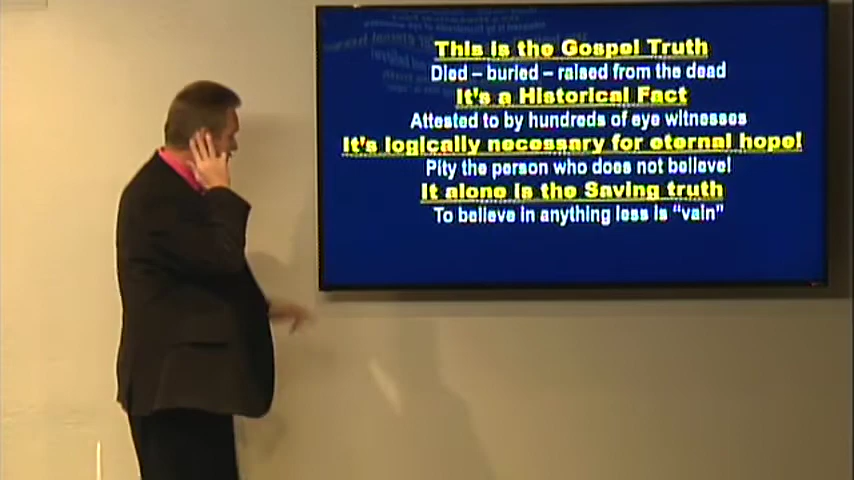 This is the Gospel Truth
Died – buried – raised from the dead
It's a Historical Fact
Attested to by hundreds of eye witnesses
It's logically necessary for eternal hope!
Pity the person who does not believe!
It alone is the Saving truth
To believe in anything less is “vain”